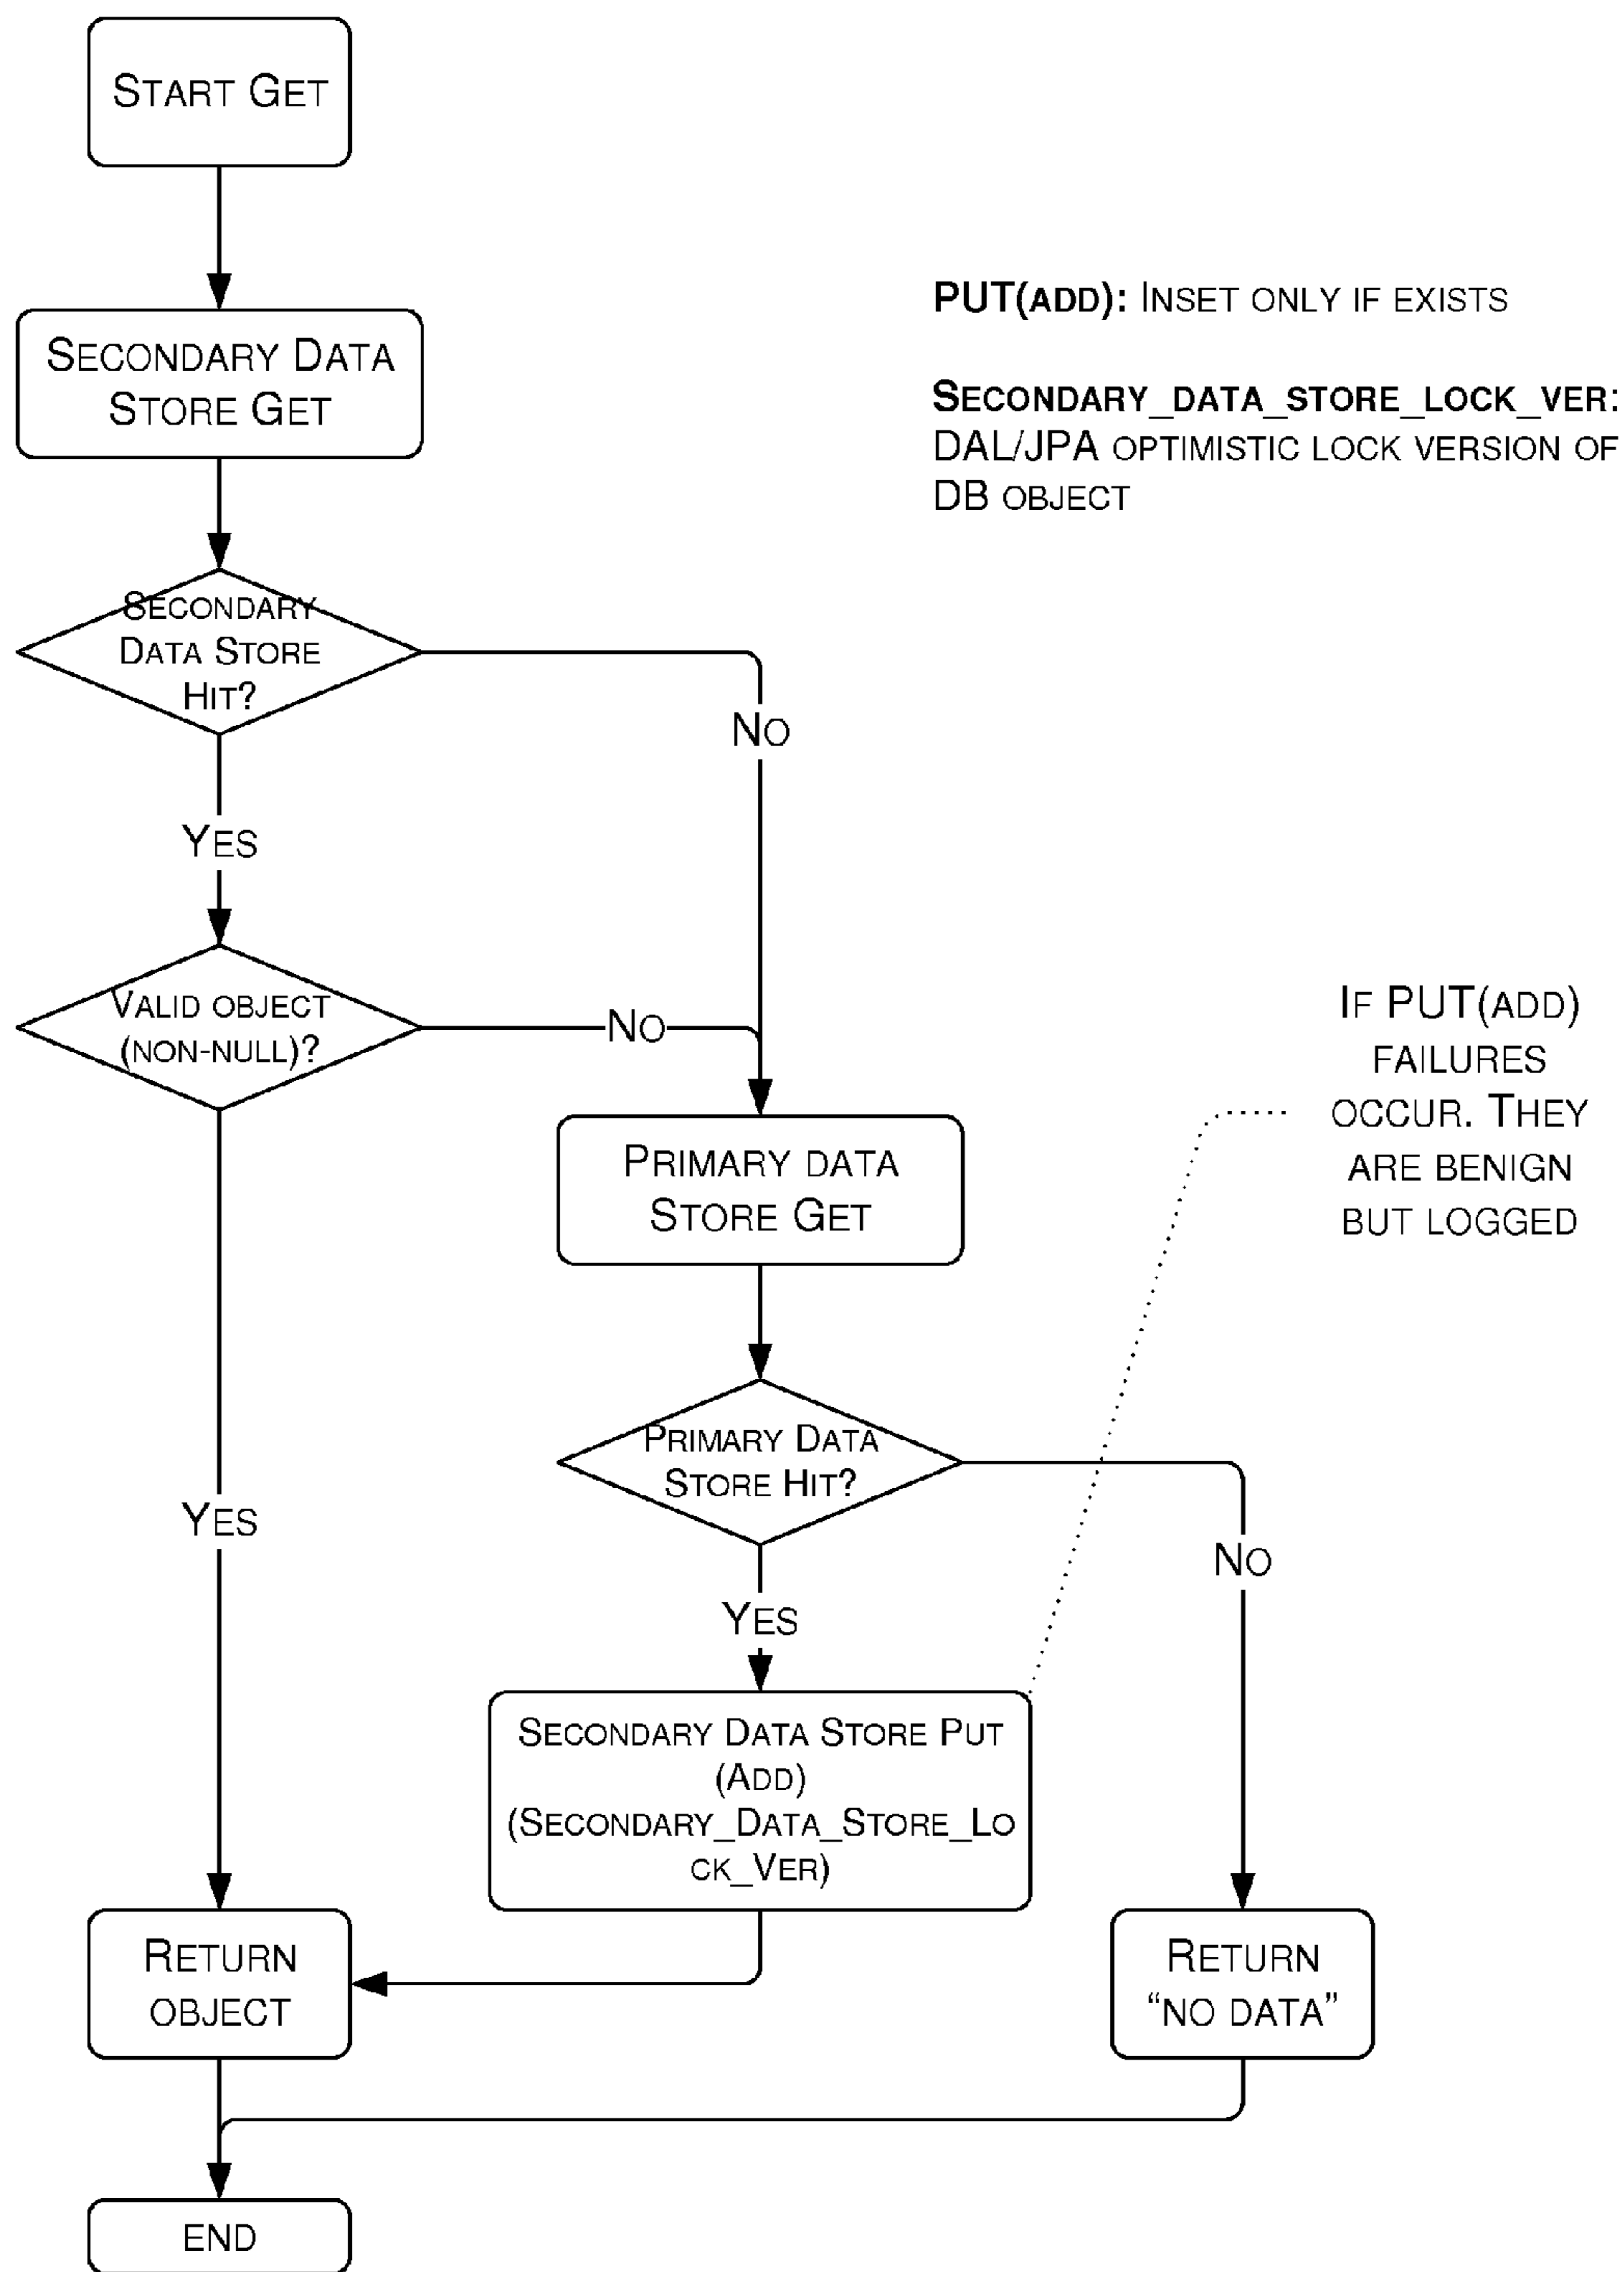 START GET
SECONDARY DATA
STORE GET
PUT(ADD): INSET ONLY IF EXISTS
SECONDARY_DATA_STORE_LOCK_VER:
DAL/JPA OPTIMISTIC LOCK VERSION OF
DB OBJECT
SECONDARY
DATA STORE
HIT?
NO
YES
VALID OBJECT
(NON-NULL)?
NO
IF PUT(ADD)
FAILURES
OCCUR. THEY
ARE BENIGN
BUT LOGGED
PRIMARY DATA
STORE GET
PRIMARY DATA
STORE HIT?
YES
NO
YES
SECONDARY DATA STORE PUT
(ADD)
(SECONDARY_DATA_STORE_LO
CK_VER)
RETURN
OBJECT
RETURN
“NO DATA”
END